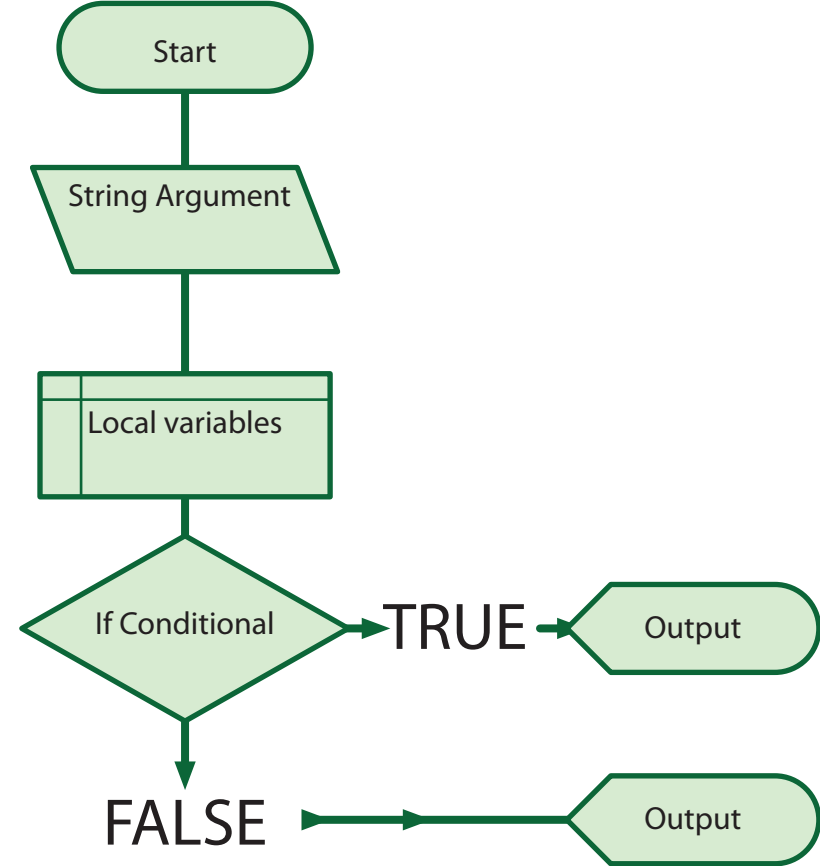 Start
String Argument
Local variables
If Conditional
TRUE
Output
FALSE
Output